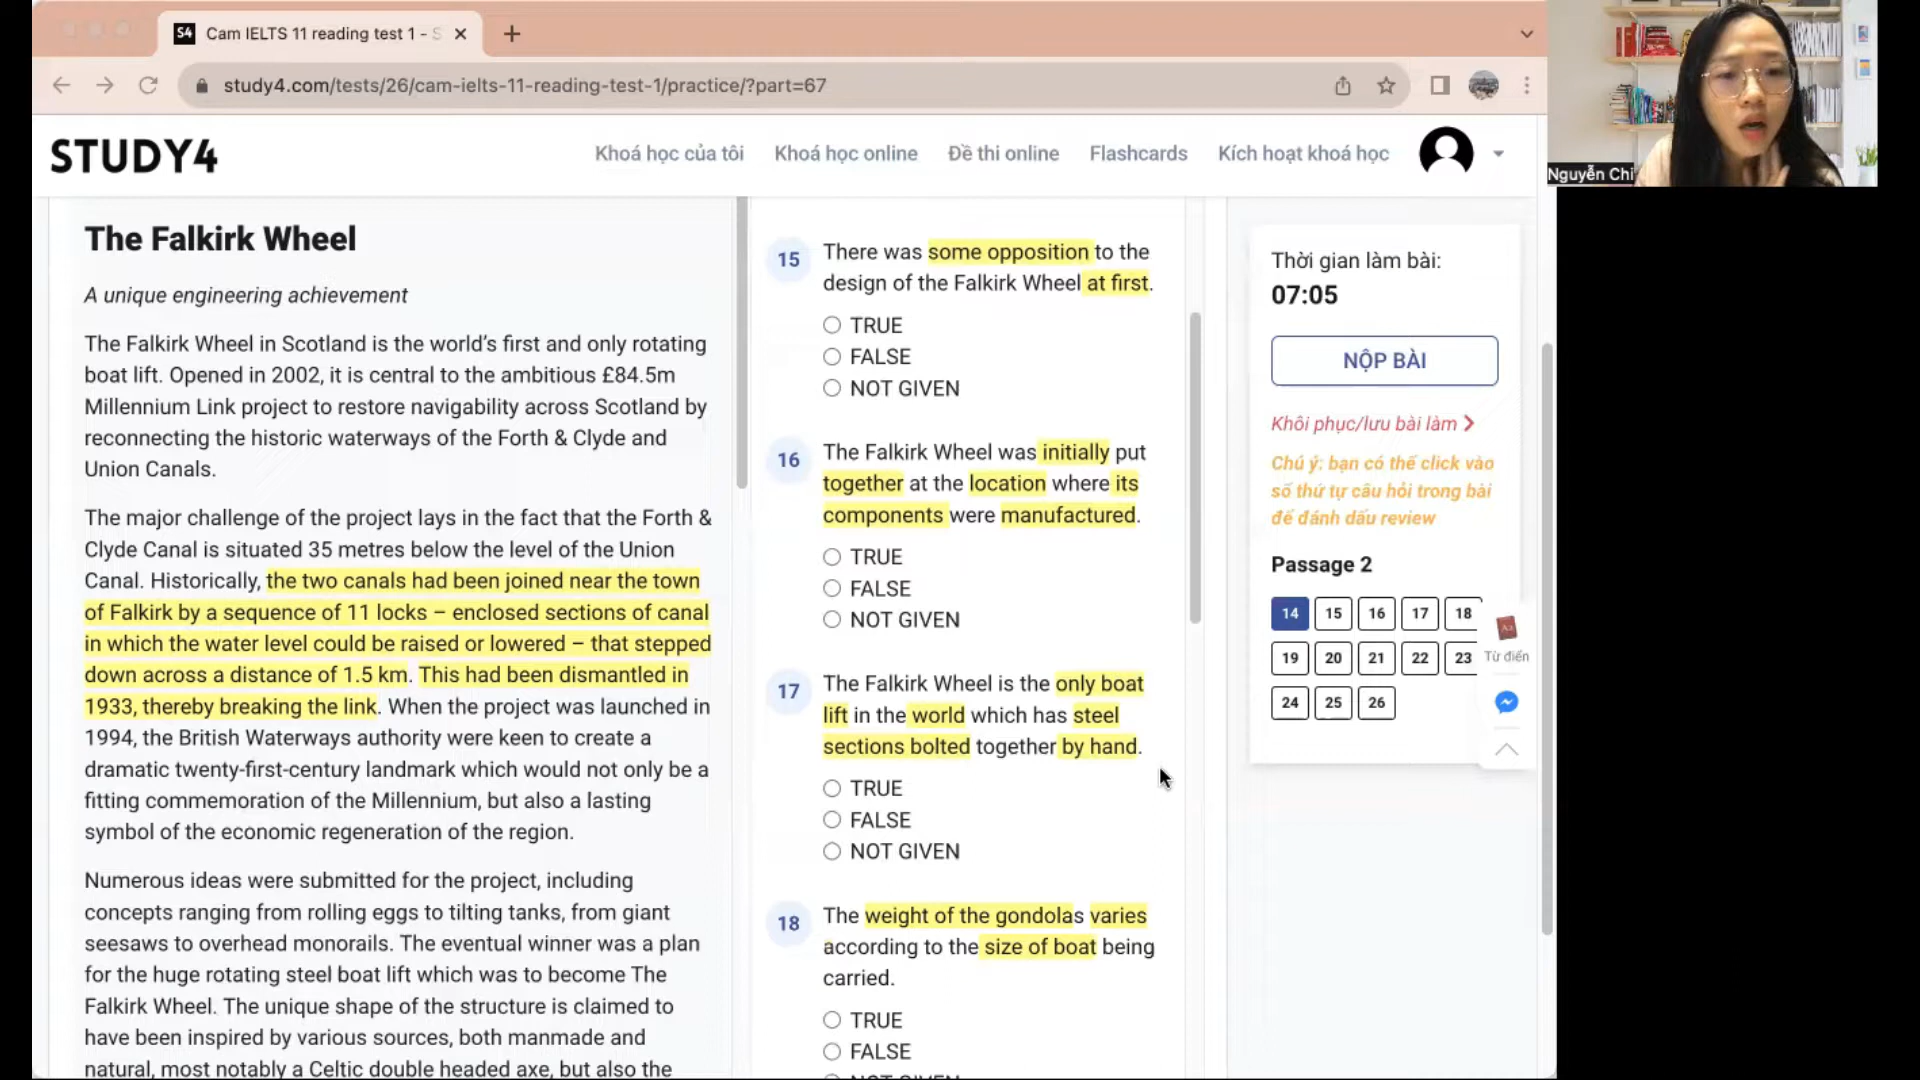 S4 Cam IELTS 11 reading test 1 - S
study4.com/tests/26/cam-ielts-11-reading-test-1/practice/?part=67
STUDY4
Khoá học của tôi
Khoá học online
Đề thi online
Flashcards
Kích hoạt khoá học
Nguyễn Chi
The Falkirk Wheel
A unique engineering achievement
The Falkirk Wheel in Scotland is the world’s first and only rotating
boat lift. Opened in 2002, it is central to the ambitious £84.5m
Millennium Link project to restore navigability across Scotland by
reconnecting the historic waterways of the Forth & Clyde and
Union Canals.
The major challenge of the project lays in the fact that the Forth &
Clyde Canal is situated 35 metres below the level of the Union
Canal. Historically, the two canals had been joined near the town
of Falkirk by a sequence of 11 locks – enclosed sections of canal
in which the water level could be raised or lowered – that stepped
down across a distance of 1.5 km. This had been dismantled in
1933, thereby breaking the link. When the project was launched in
1994, the British Waterways authority were keen to create a
dramatic twenty-first-century landmark which would not only be a
fitting commemoration of the Millennium, but also a lasting
symbol of the economic regeneration of the region.
Numerous ideas were submitted for the project, including
concepts ranging from rolling eggs to tilting tanks, from giant
seesaws to overhead monorails. The eventual winner was a plan
for the huge rotating steel boat lift which was to become The
Falkirk Wheel. The unique shape of the structure is claimed to
have been inspired by various sources, both manmade and
natural, most notably a Celtic double headed axe, but also the
15 There was some opposition to the
design of the Falkirk Wheel at first.
TRUE
FALSE
NOT GIVEN
16 The Falkirk Wheel was initially put
together at the location where its
components were manufactured.
TRUE
FALSE
NOT GIVEN
17 The Falkirk Wheel is the only boat
lift in the world which has steel
sections bolted together by hand.
TRUE
FALSE
NOT GIVEN
18 The weight of the gondolas varies
according to the size of boat being
carried.
TRUE
FALSE
NOT GIVEN
Thời gian làm bài:
07:05
NỘP BÀI
Khôi phục/lưu bài làm
Chú ý: bạn có thể click vào
số thứ tự câu hỏi trong bài
để đánh dấu review
Passage 2
14 15 16 17 18
19 20 21 22 23
24 25 26
Từ điển